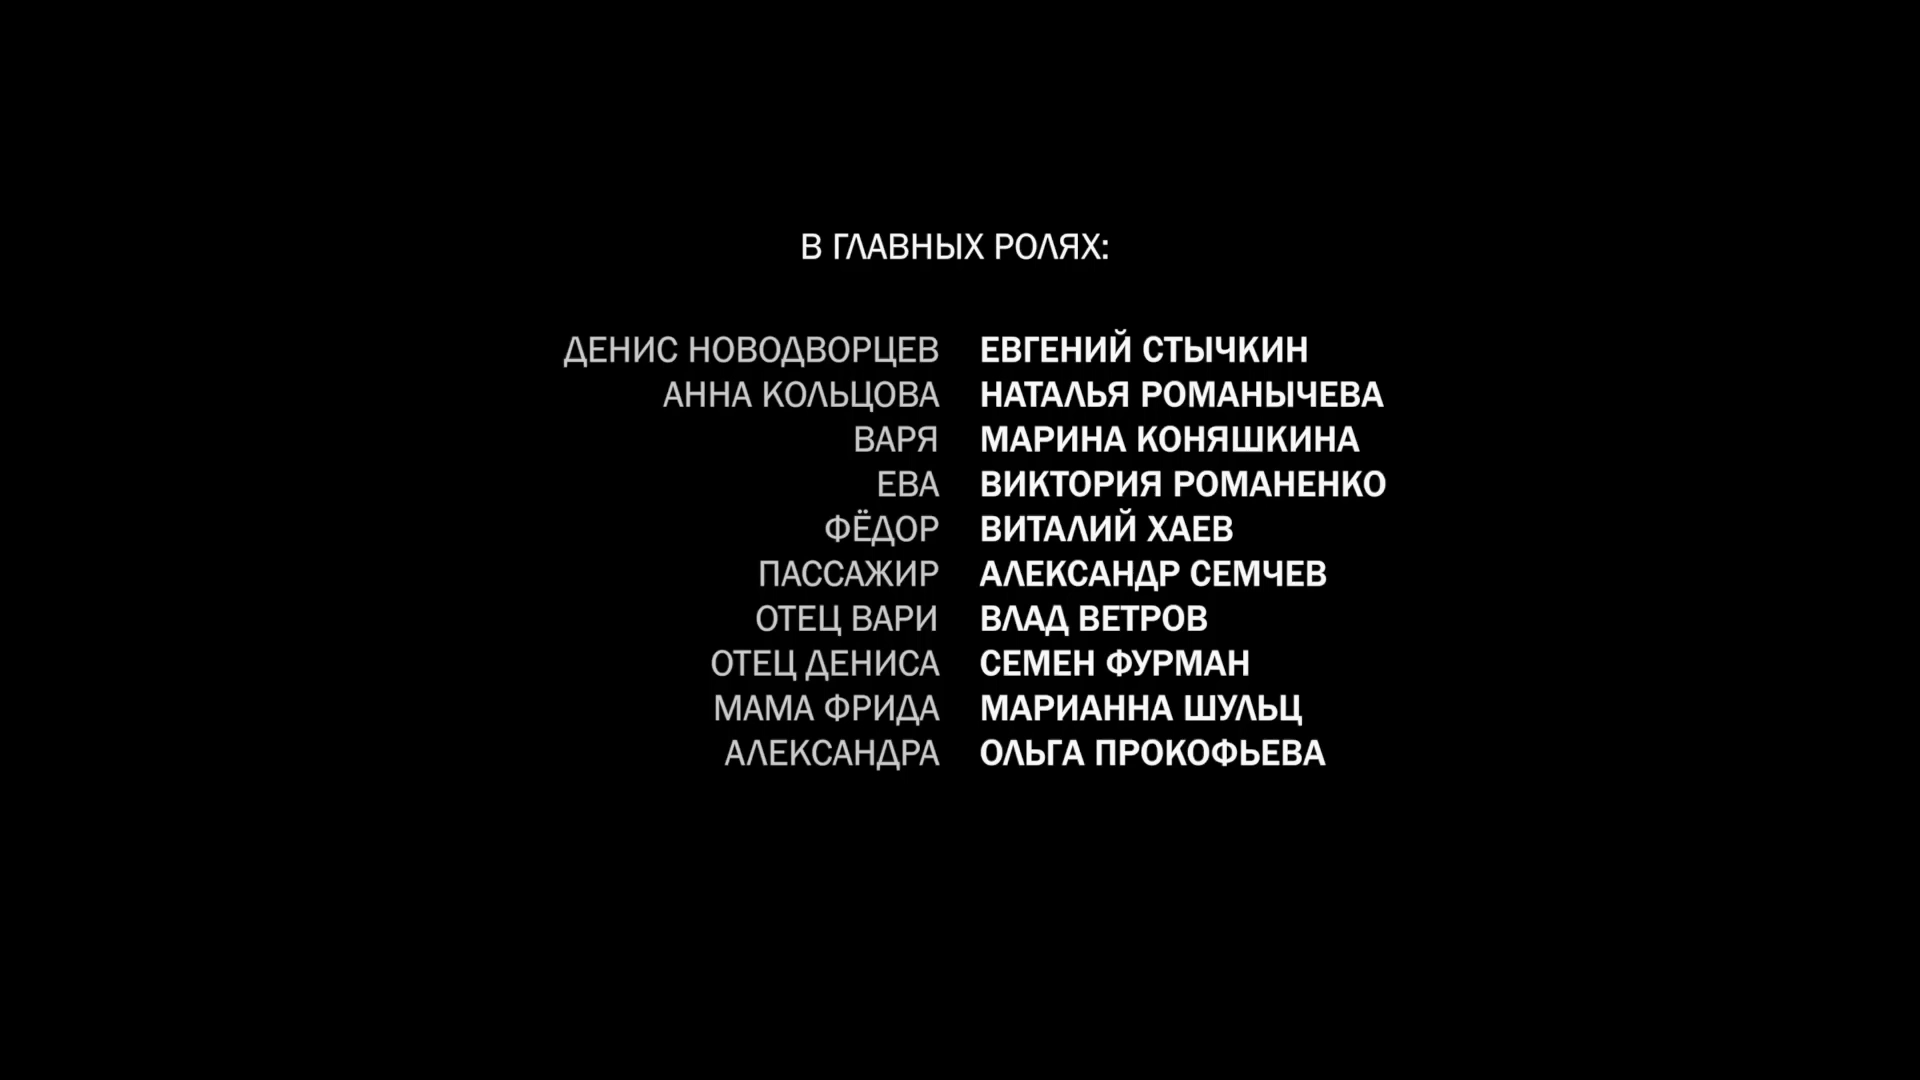 В ГЛАВНЫХ РОЛЯХ:
ДЕНИС НОВОДВОРЦЕВ ЕВГЕНИЙ СТЫЧКИН
АННА КОЛЬЦОВА НАТАЛЬЯ РОМАНЫЧЕВА
ВАРЯ МАРИНА КОНЯШКИНА
ЕВА ВИКТОРИЯ РОМАНЕНКО
ФЁДОР ВИТАЛИЙ ХАЕВ
ПАССАЖИР АЛЕКСАНДР СЕМЧЕВ
ОТЕЦ ВАРИ ВЛАД ВЕТРОВ
ОТЕЦ ДЕНИСА СЕМЕН ФУРМАН
МАМА ФРИДА МАРИАННА ШУЛЬЦ
АЛЕКСАНДРА ОЛЬГА ПРОКОФЬЕВА